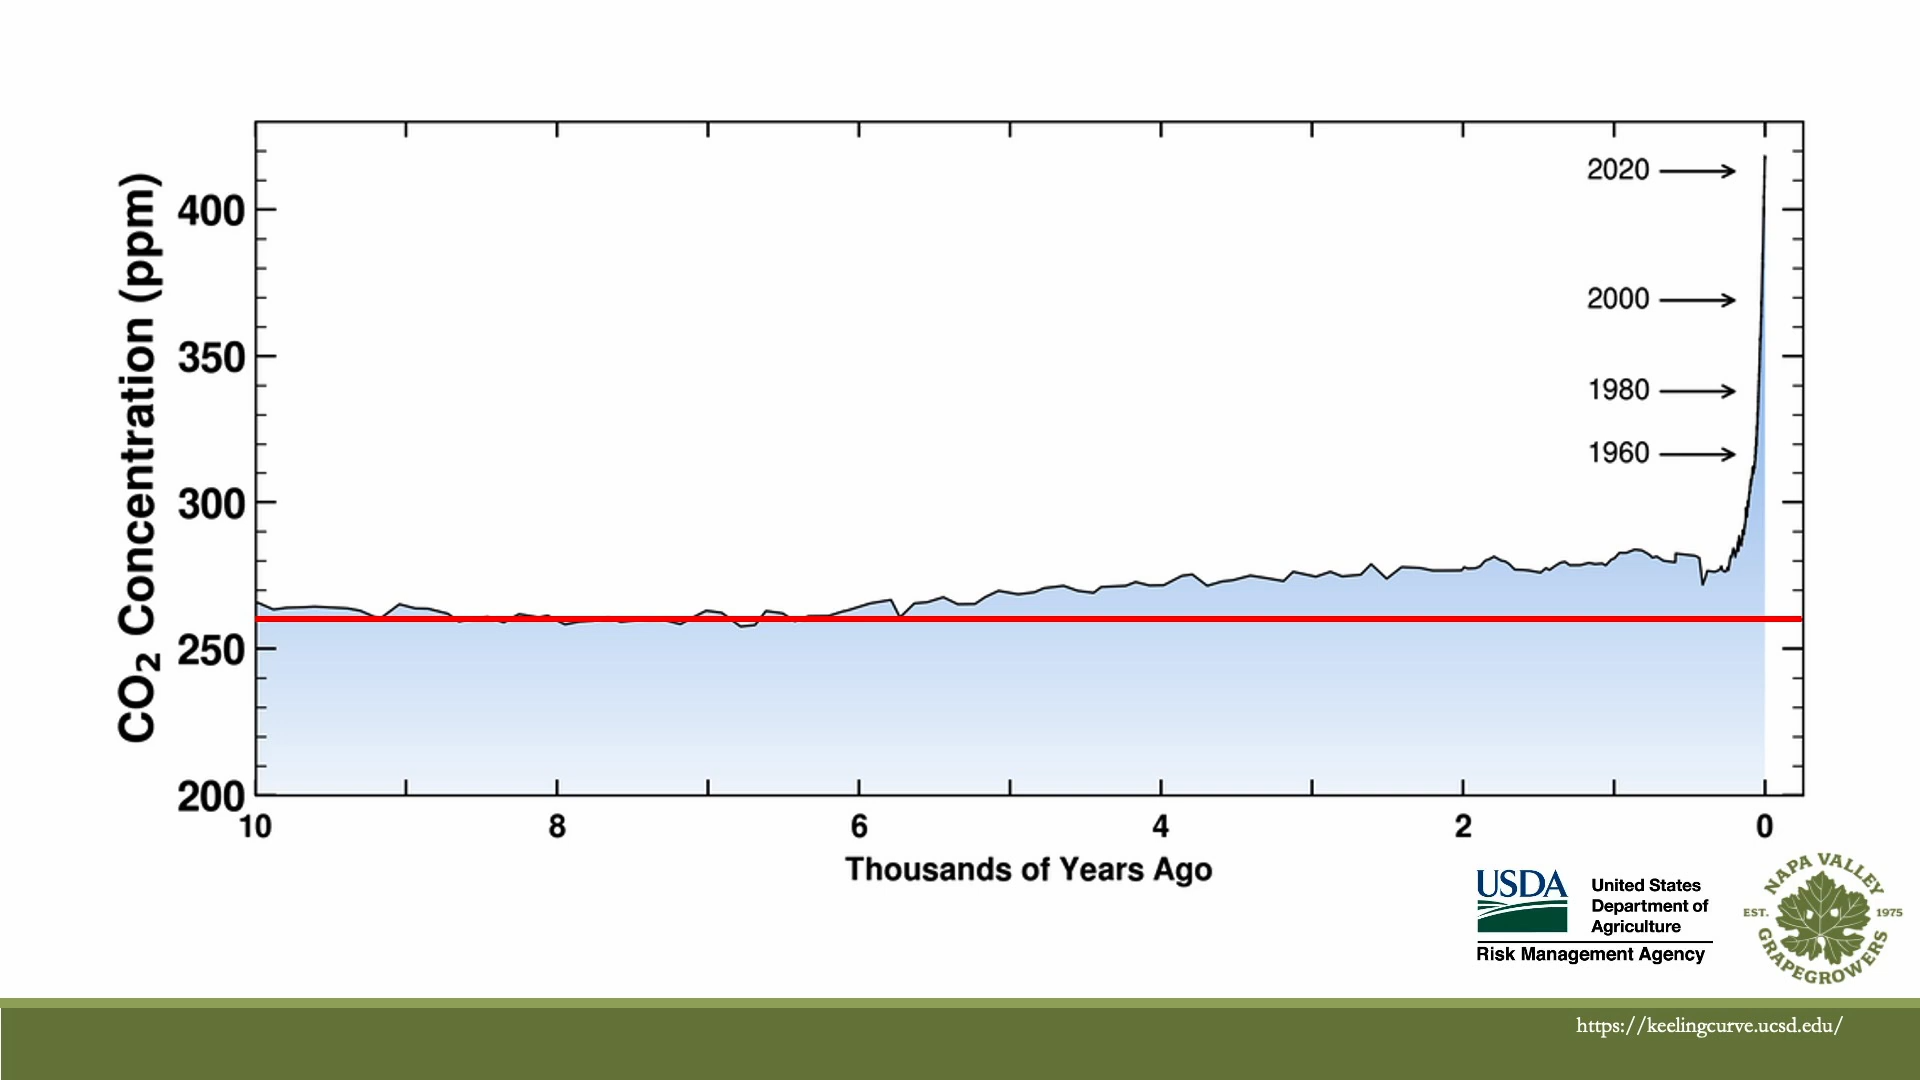 CO₂ Concentration (ppm)
400
350
300
250
200
2020
2000
1980
1960
10
8
6
4
2
0
Thousands of Years Ago
USDA
United States
Department of
Agriculture
Risk Management Agency
NAPA VALLEY
EST.
1975
GRAPEGROWERS
https://keelingcurve.ucsd.edu/